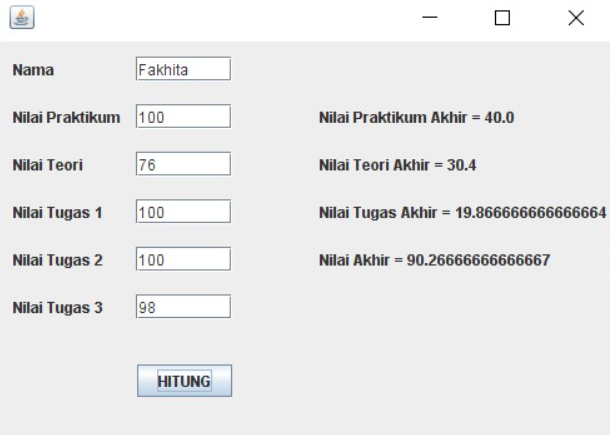 Nama Fakhita
Nilai Praktikum 100 Nilai Praktikum Akhir = 40.0
Nilai Teori 76 Nilai Teori Akhir = 30.4
Nilai Tugas 1 100 Nilai Tugas Akhir = 19.866666666666664
Nilai Tugas 2 100 Nilai Akhir = 90.26666666666667
Nilai Tugas 3 98
HITUNG